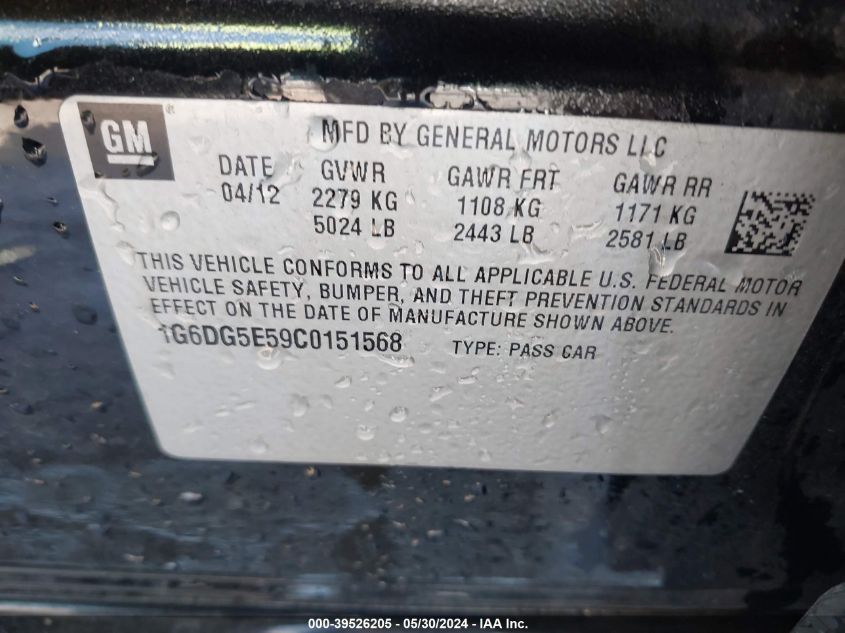 GM
MFD BY GENERAL MOTORS LLC
DATE GVWR GAWR FRT GAWR RR
04/12 2279 KG 1108 KG 1171 KG
5024 LB 2443 LB 2581 LB
THIS VEHICLE CONFORMS TO ALL APPLICABLE U.S. FEDERAL MOTOR
VEHICLE SAFETY, BUMPER, AND THEFT PREVENTION STANDARDS IN
EFFECT ON THE DATE OF MANUFACTURE SHOWN ABOVE.
1G6DG5E59C0151568 TYPE: PASS CAR
000-39526205 - 05/30/2024 - IAA Inc.